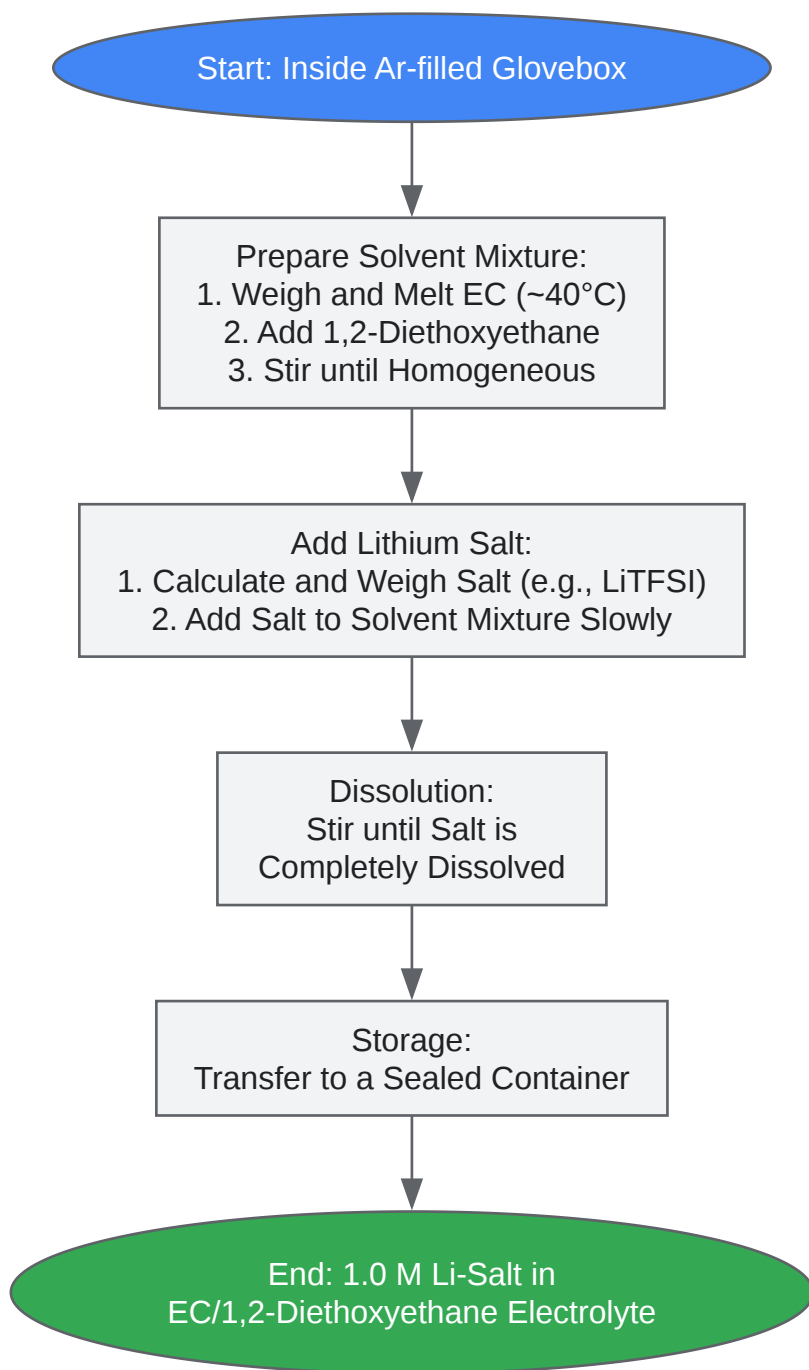 Start: Inside Ar-filled Glovebox
Prepare Solvent Mixture:
1. Weigh and Melt EC (~40°C)
2. Add 1,2-Diethoxyethane
3. Stir until Homogeneous
Add Lithium Salt:
1. Calculate and Weigh Salt (e.g., LiTFSI)
2. Add Salt to Solvent Mixture Slowly
Dissolution:
Stir until Salt is
Completely Dissolved
Storage:
Transfer to a Sealed Container
End: 1.0 M Li-Salt in
EC/1,2-Diethoxyethane Electrolyte